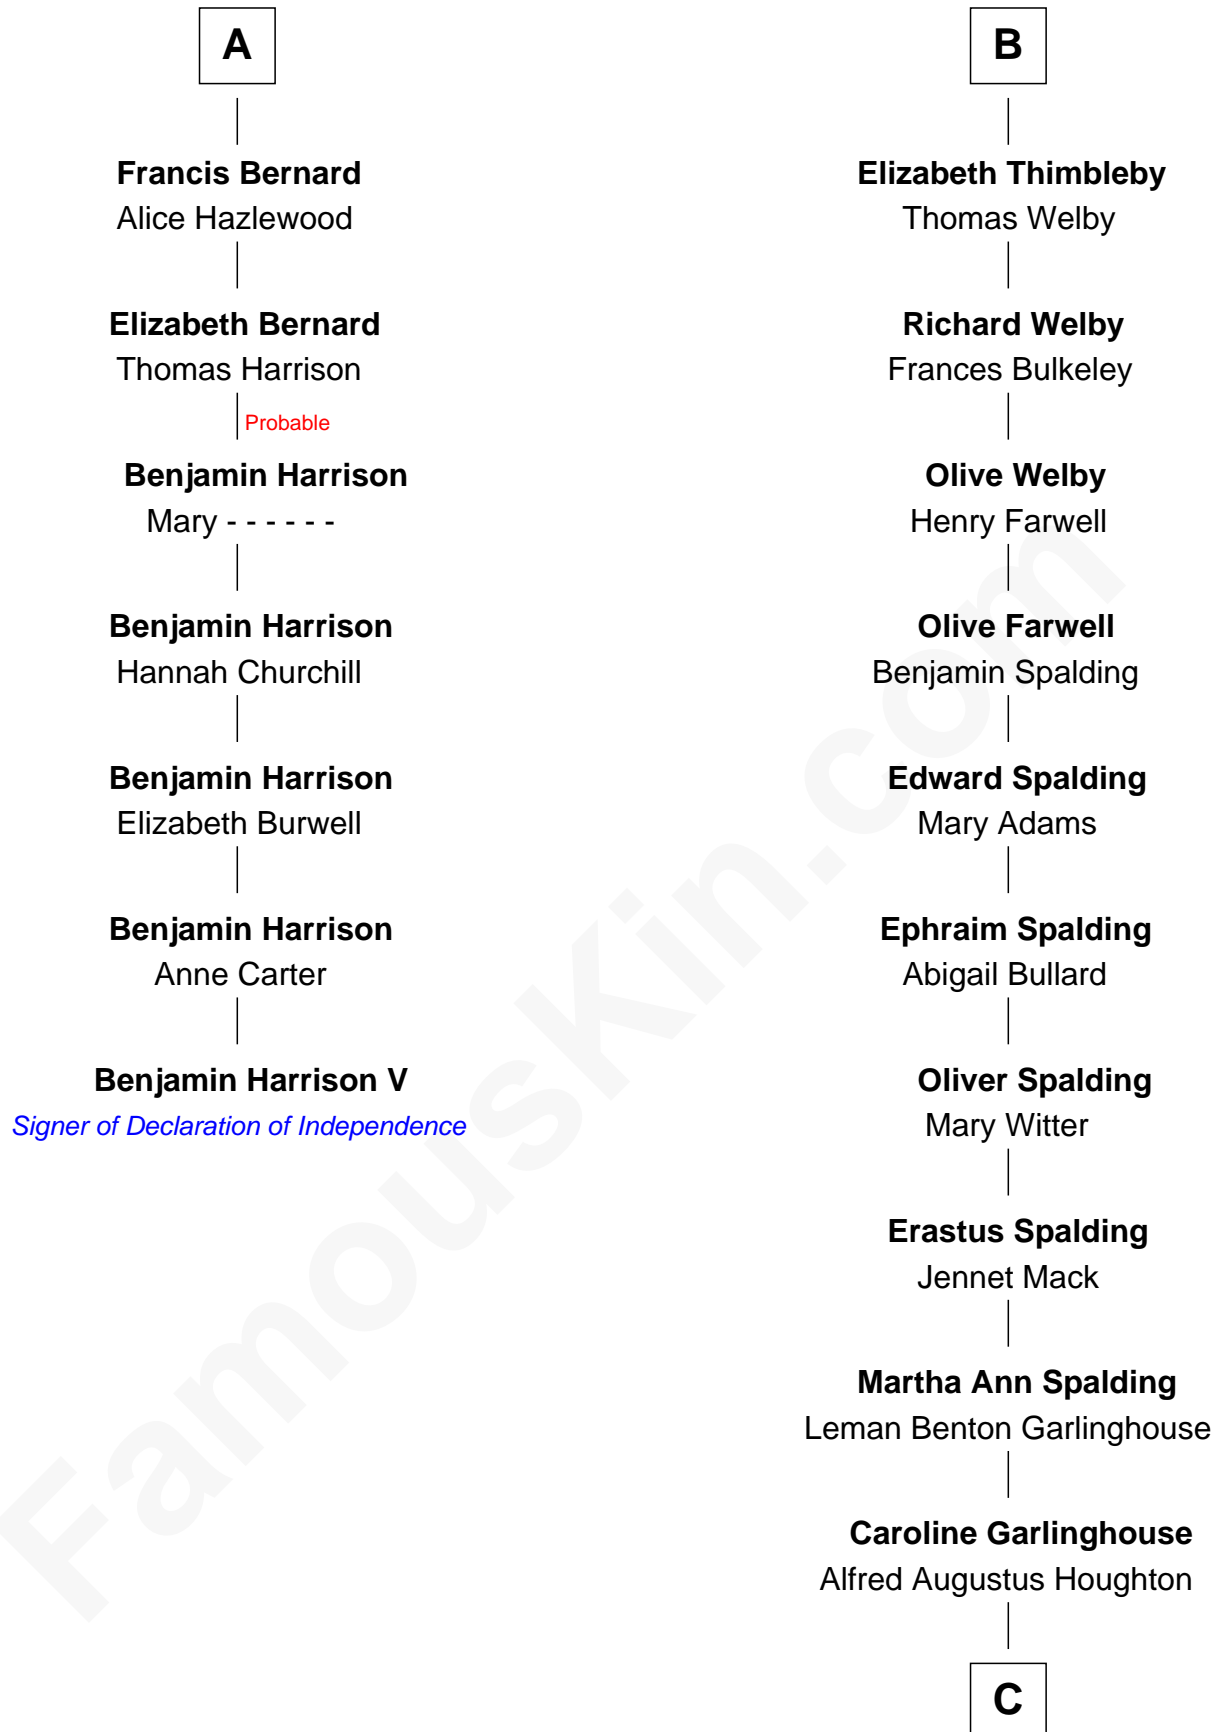 A
Francis Bernard
Alice Hazlewood
Elizabeth Bernard
Thomas Harrison
Probable
Benjamin Harrison
Mary - - - - - -
Benjamin Harrison
Hannah Churchill
Benjamin Harrison
Elizabeth Burwell
Benjamin Harrison
Anne Carter
Benjamin Harrison V
Signer of Declaration of Independence
B
Elizabeth Thimbleby
Thomas Welby
Richard Welby
Frances Bulkeley
Olive Welby
Henry Farwell
Olive Farwell
Benjamin Spalding
Edward Spalding
Mary Adams
Ephraim Spalding
Abigail Bullard
Oliver Spalding
Mary Witter
Erastus Spalding
Jennet Mack
Martha Ann Spalding
Leman Benton Garlinghouse
Caroline Garlinghouse
Alfred Augustus Houghton
C
FamousKin.com